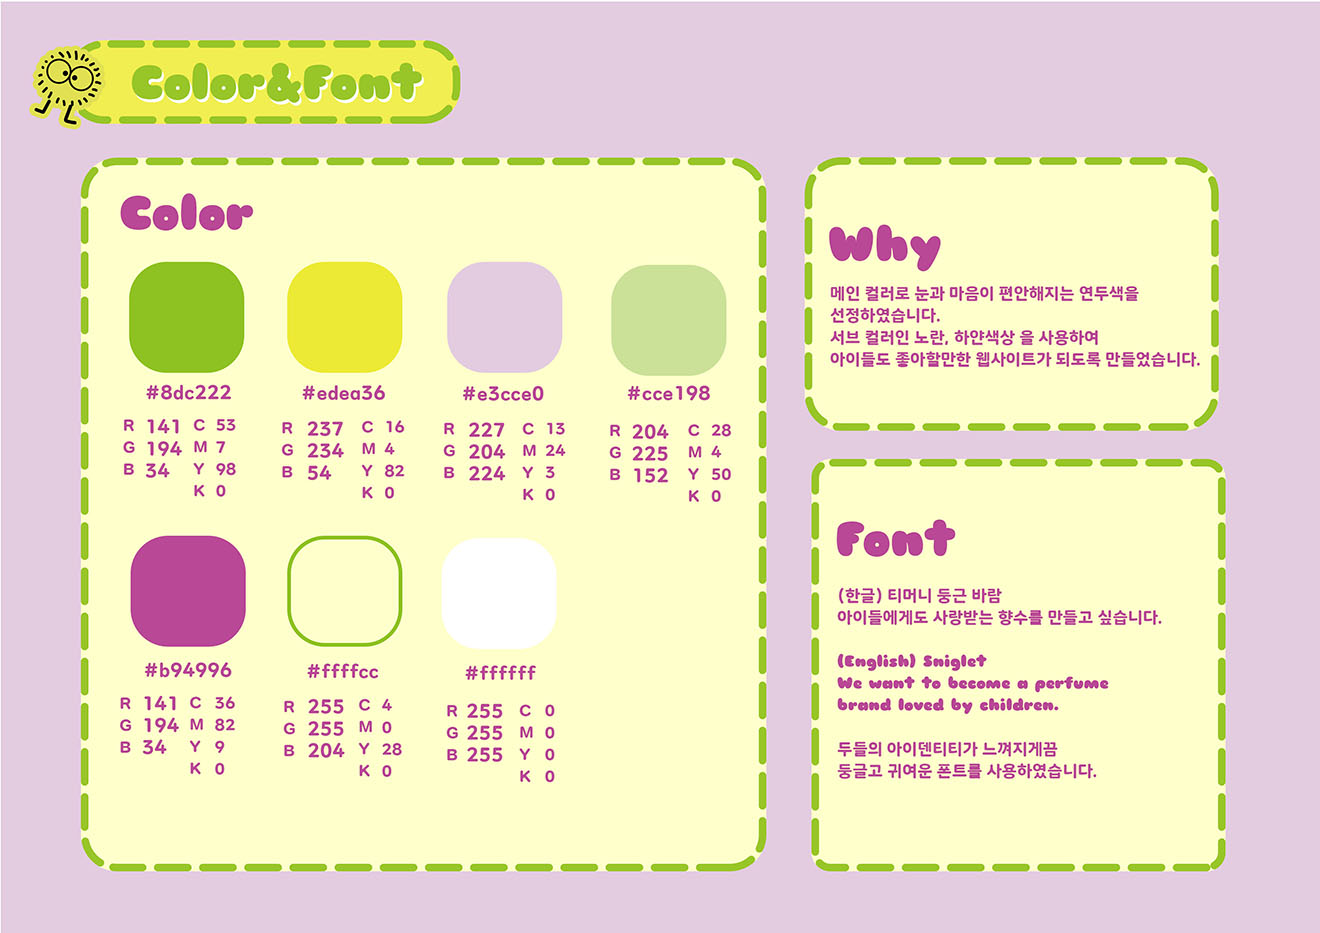 Color&Font
Color
#8dc222
R 141 C 53
G 194 M 7
B 34 Y 98
K 0
#edea36
R 237 C 16
G 234 M 4
B 54 Y 82
K 0
#e3cce0
R 227 C 13
G 204 M 24
B 224 Y 3
K 0
#cce198
R 204 C 28
G 225 M 4
B 152 Y 50
K 0
#b94996
R 141 C 36
G 194 M 82
B 34 Y 9
K 0
#ffffcc
R 255 C 4
G 255 M 0
B 204 Y 28
K 0
#ffffff
R 255 C 0
G 255 M 0
B 255 Y 0
K 0
Why
메인 컬러로 눈과 마음이 편안해지는 연두색을
선정하였습니다.
서브 컬러인 노란, 하얀색상 을 사용하여
아이들도 좋아할만한 웹사이트가 되도록 만들었습니다.
Font
(한글) 티머니 둥근 바람
아이들에게도 사랑받는 향수를 만들고 싶습니다.
(English) Sniglet
We want to become a perfume
brand loved by children.
두들의 아이덴티티가 느껴지게끔
둥글고 귀여운 폰트를 사용하였습니다.